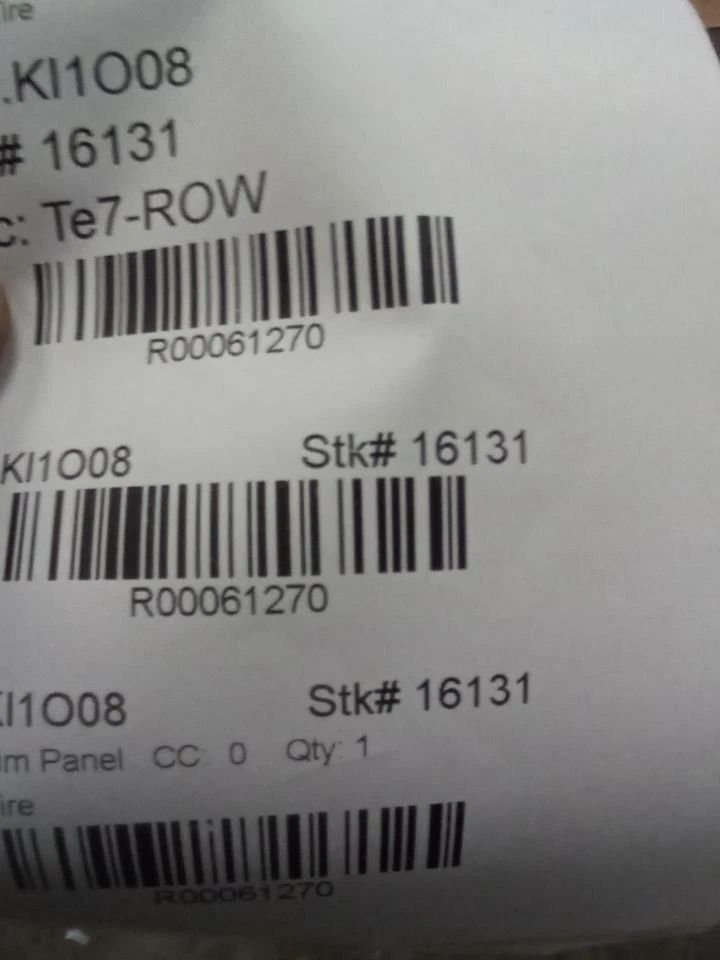 ire
.KI1O08
# 16131
c: Te7-ROW
R00061270
KI1O08 Stk# 16131
R00061270
KI1O08 Stk# 16131
im Panel CC: 0 Qty: 1
ire
R00061270